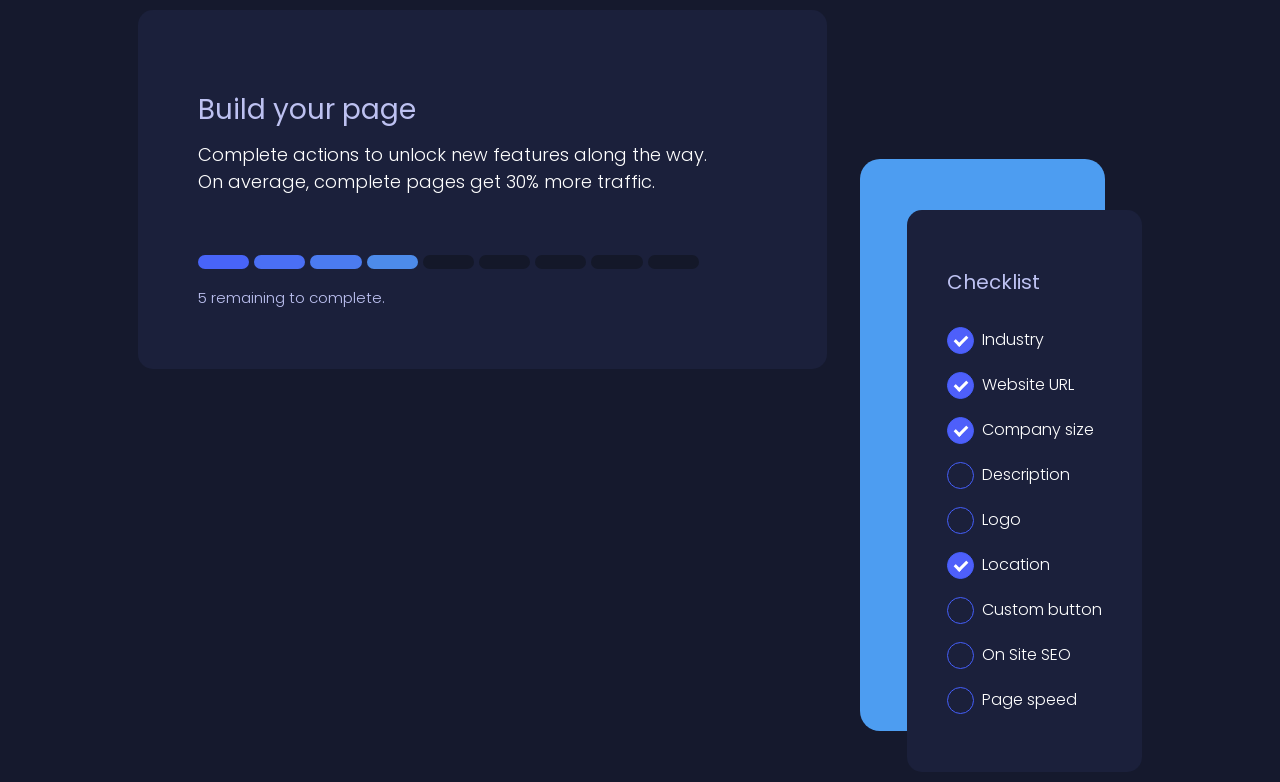 Build your page
Complete actions to unlock new features along the way.
On average, complete pages get 30% more traffic.
5 remaining to complete.
Checklist
Industry
Website URL
Company size
Description
Logo
Location
Custom button
On Site SEO
Page speed